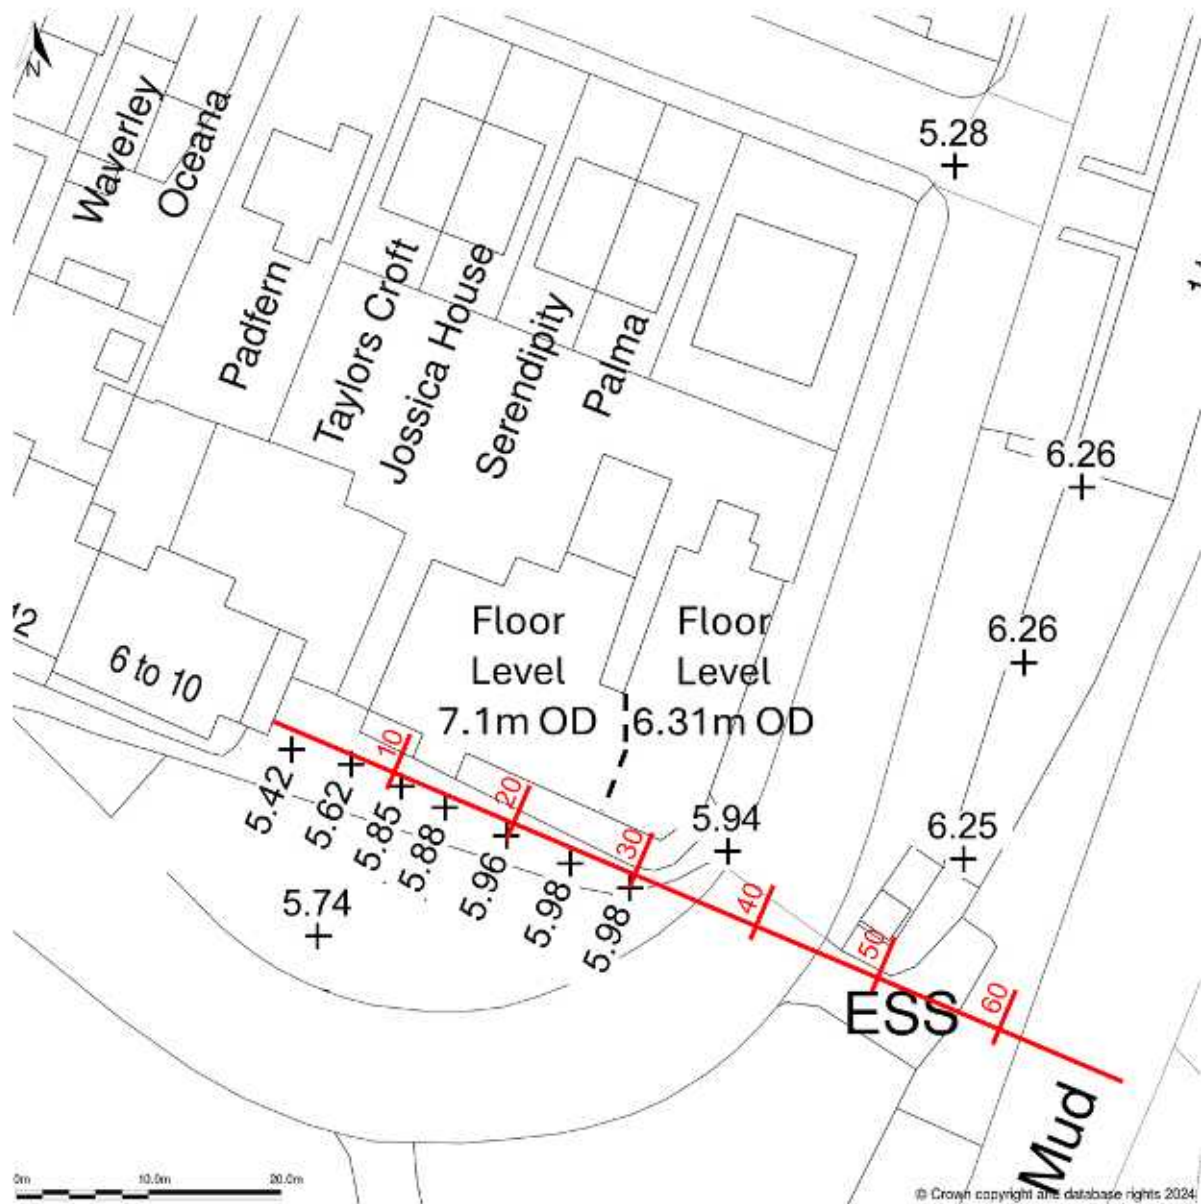 N
Waverley
Oceana
Padfern
Taylors Croft
Jossica House
Serendipity
Palma
5.28
6.26
6.26
6.25
12
6 to 10
Floor
Level
7.1m OD
Floor
Level
6.31m OD
10
20
30
40
50
60
5.42
5.62
5.85
5.88
5.96
5.98
5.98
5.94
5.74
ESS
Mud
0m
10.0m
20.0m
© Crown copyright and database rights 2024